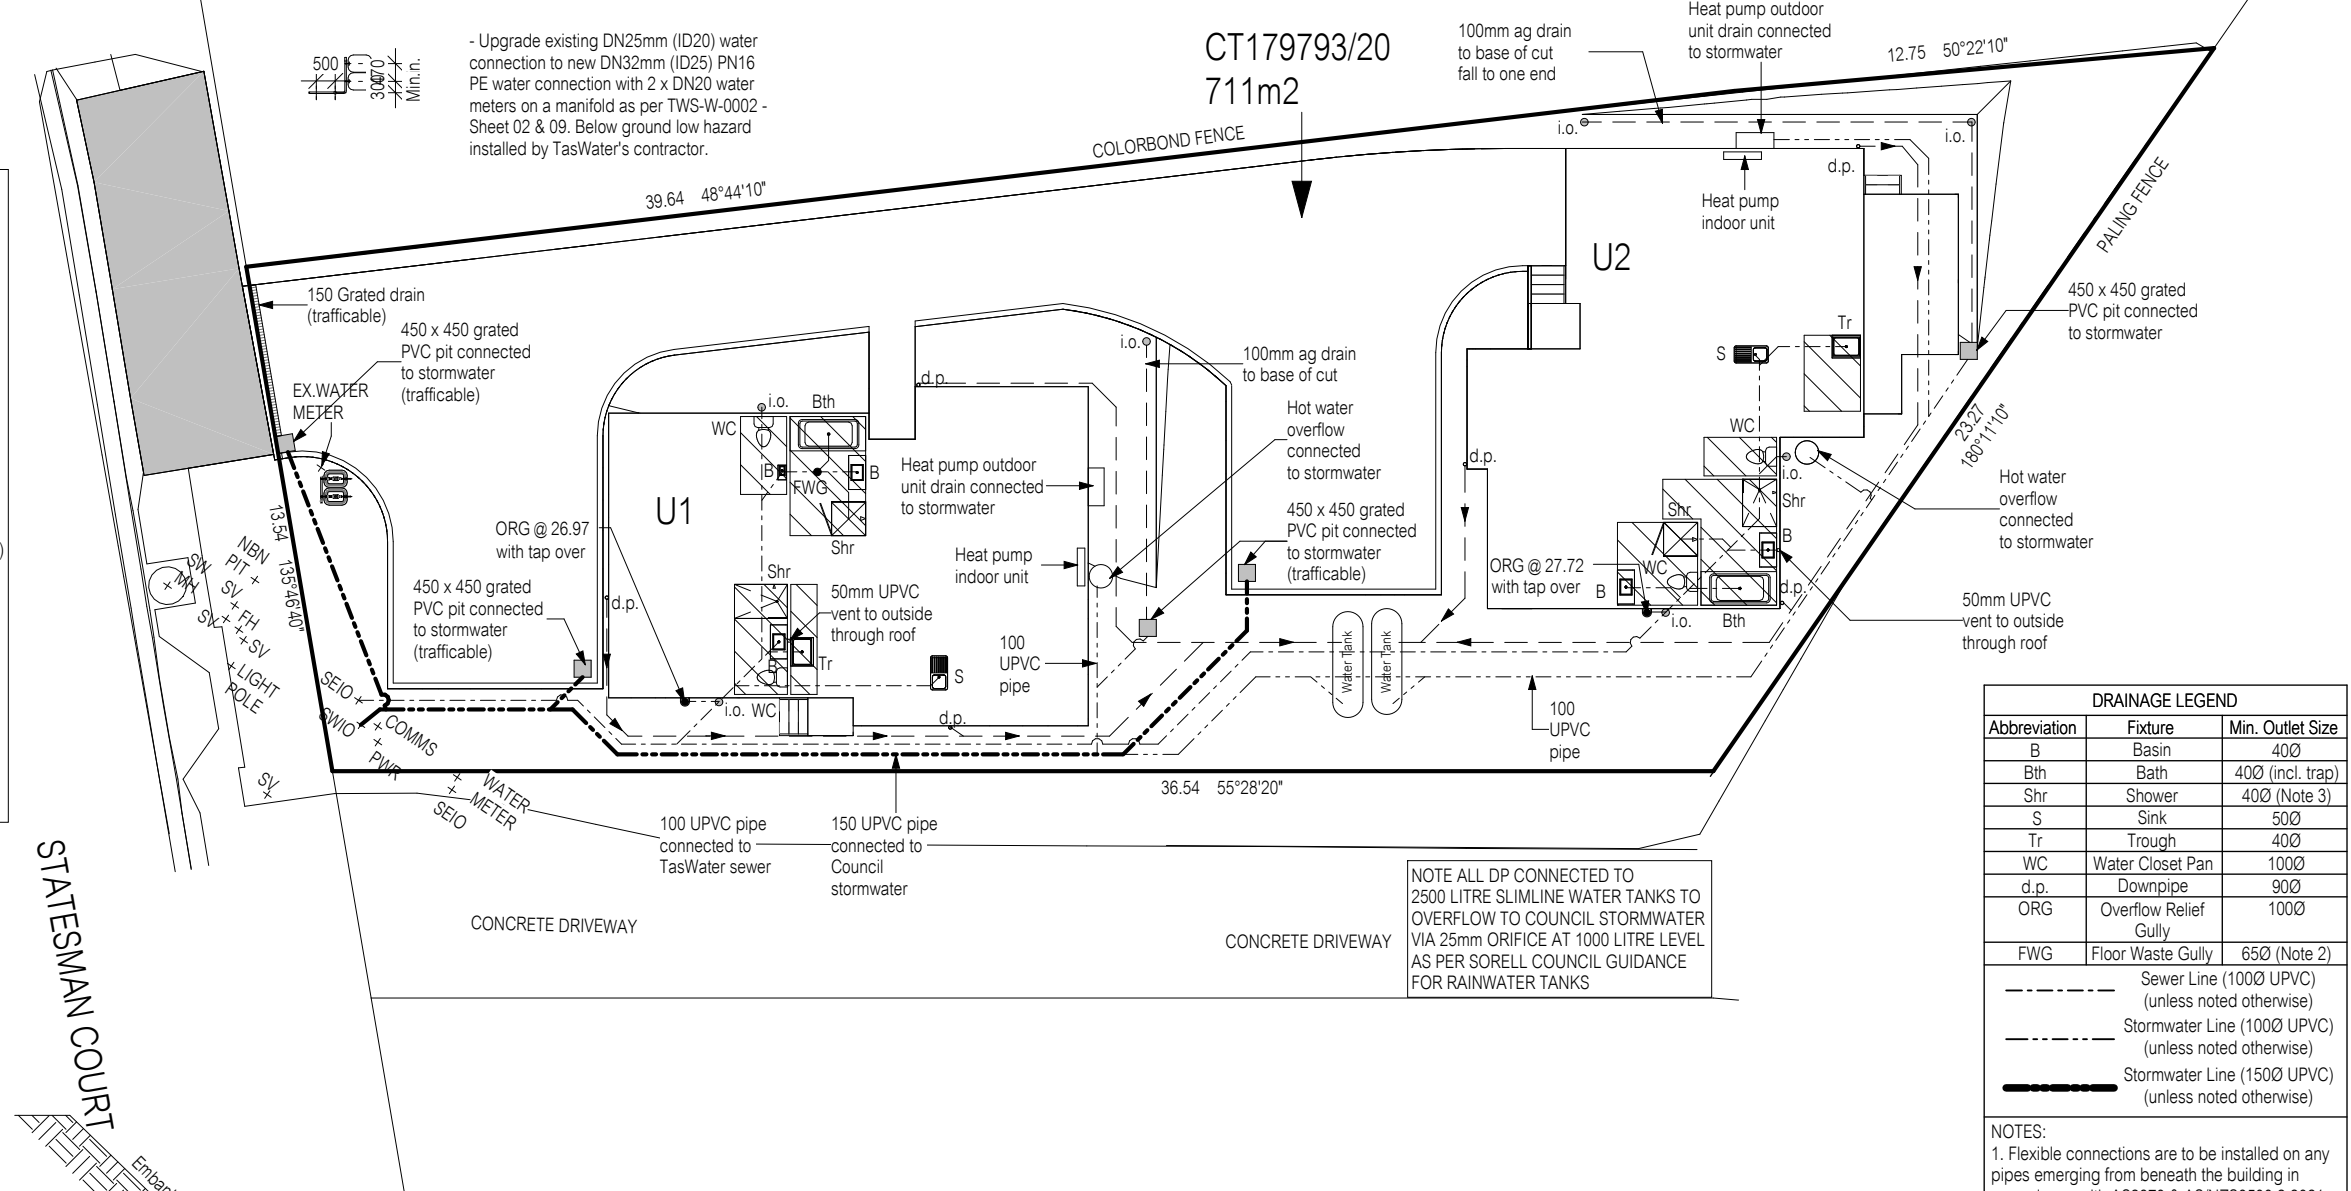 500
300
470
Min.n.
- Upgrade existing DN25mm (ID20) water
connection to new DN32mm (ID25) PN16
PE water connection with 2 x DN20 water
meters on a manifold as per TWS-W-0002 -
Sheet 02 & 09. Below ground low hazard
installed by TasWater's contractor.
CT179793/20
711m2
100mm ag drain
to base of cut
fall to one end
Heat pump outdoor
unit drain connected
to stormwater
12.75 50°22'10"
COLORBOND FENCE
39.64 48°44'10"
i.o.
i.o.
d.p.
Heat pump
indoor unit
PALING FENCE
U2
150 Grated drain
(trafficable)
450 x 450 grated
PVC pit connected
to stormwater
(trafficable)
EX.WATER
METER
450 x 450 grated
PVC pit connected
to stormwater
Tr
S
i.o.
100mm ag drain
to base of cut
d.p.
i.o.
Bth
WC
B
B
FWG
Shr
Hot water
overflow
connected
to stormwater
Heat pump outdoor
unit drain connected
to stormwater
U1
ORG @ 26.97
with tap over
Heat pump
indoor unit
450 x 450 grated
PVC pit connected
to stormwater
(trafficable)
d.p.
WC
i.o.
Shr
Shr
B
WC
B
Bth
d.p.
i.o.
ORG @ 27.72
with tap over
23.27
180°11'10"
Hot water
overflow
connected
to stormwater
50mm UPVC
vent to outside
through roof
13.54
135°46'40"
NBN
PIT +
SW
MH
SV
+ FH
SV
+SV
+ LIGHT
POLE
SV
450 x 450 grated
PVC pit connected
to stormwater
(trafficable)
d.p.
Shr
B
Tr
S
WC
i.o.
d.p.
50mm UPVC
vent to outside
through roof
100
UPVC
pipe
Water Tank
Water Tank
100
UPVC
pipe
SEIO
SWIO
COMMS
PWR
WATER
METER
SEIO
36.54 55°28'20"
100 UPVC pipe
connected to
TasWater sewer
150 UPVC pipe
connected to
Council
stormwater
CONCRETE DRIVEWAY
CONCRETE DRIVEWAY
NOTE ALL DP CONNECTED TO
2500 LITRE SLIMLINE WATER TANKS TO
OVERFLOW TO COUNCIL STORMWATER
VIA 25mm ORIFICE AT 1000 LITRE LEVEL
AS PER SORELL COUNCIL GUIDANCE
FOR RAINWATER TANKS
STATESMAN COURT
DRAINAGE LEGEND
Abbreviation Fixture Min. Outlet Size
B Basin 40Ø
Bth Bath 40Ø (incl. trap)
Shr Shower 40Ø (Note 3)
S Sink 50Ø
Tr Trough 40Ø
WC Water Closet Pan 100Ø
d.p. Downpipe 90Ø
ORG Overflow Relief Gully 100Ø
FWG Floor Waste Gully 65Ø (Note 2)
Sewer Line (100Ø UPVC)
(unless noted otherwise)
Stormwater Line (100Ø UPVC)
(unless noted otherwise)
Stormwater Line (150Ø UPVC)
(unless noted otherwise)
NOTES:
1. Flexible connections are to be installed on any
pipes emerging from beneath the building in